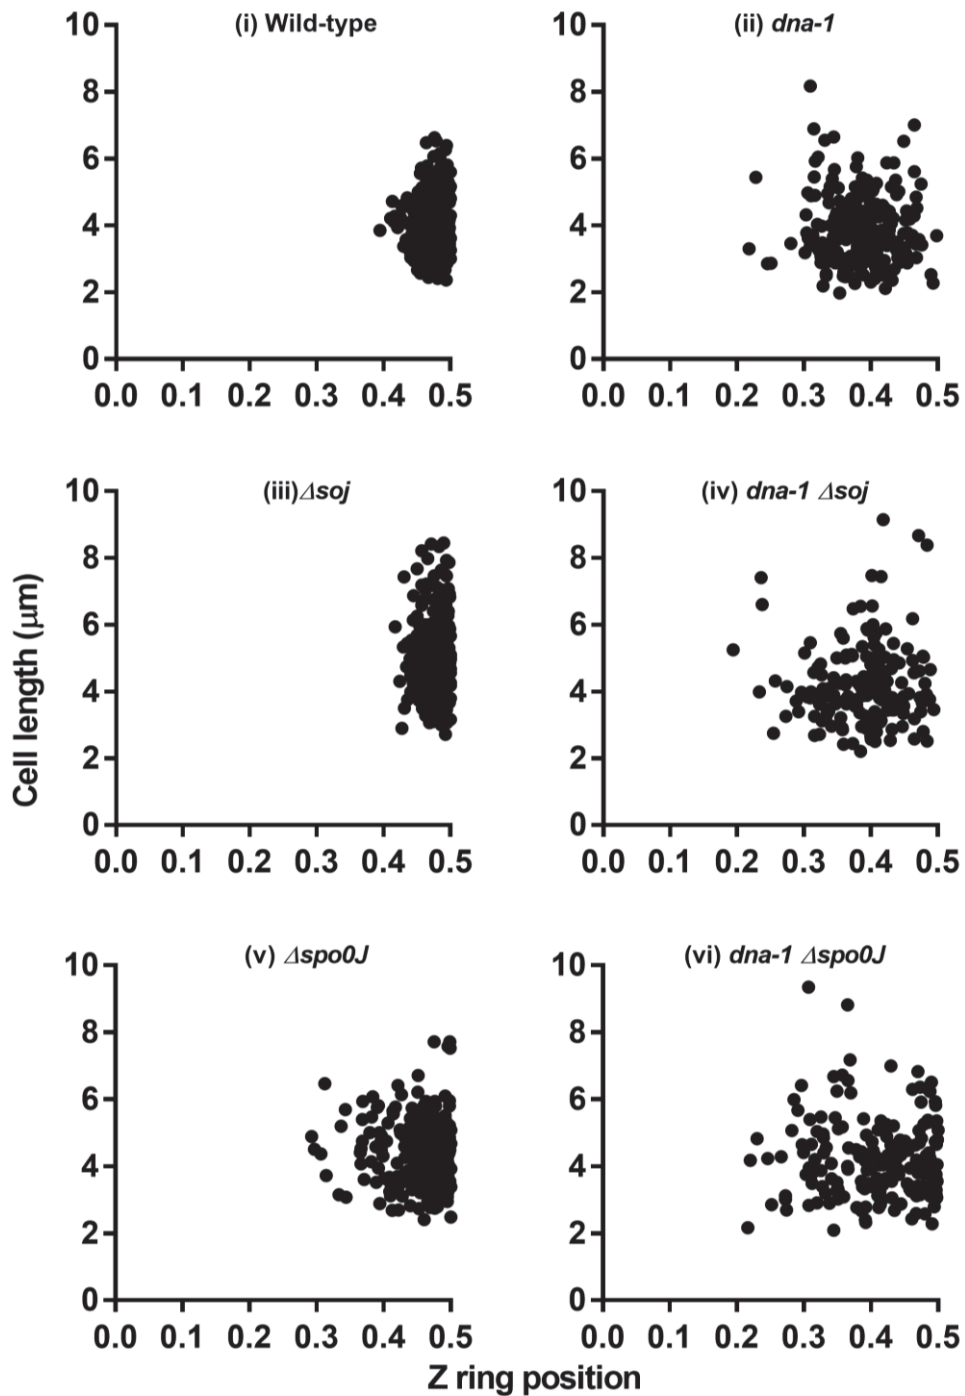 (i) Wild-type
10
8
6
4
2
0
0.0 0.1 0.2 0.3 0.4 0.5
(ii) dna-1
10
8
6
4
2
0
0.0 0.1 0.2 0.3 0.4 0.5
(iii)Δsoj
10
8
6
4
2
0
0.0 0.1 0.2 0.3 0.4 0.5
(iv) dna-1 Δsoj
10
8
6
4
2
0
0.0 0.1 0.2 0.3 0.4 0.5
(v) Δspo0J
10
8
6
4
2
0
0.0 0.1 0.2 0.3 0.4 0.5
(vi) dna-1 Δspo0J
10
8
6
4
2
0
0.0 0.1 0.2 0.3 0.4 0.5
Cell length (μm)
Z ring position